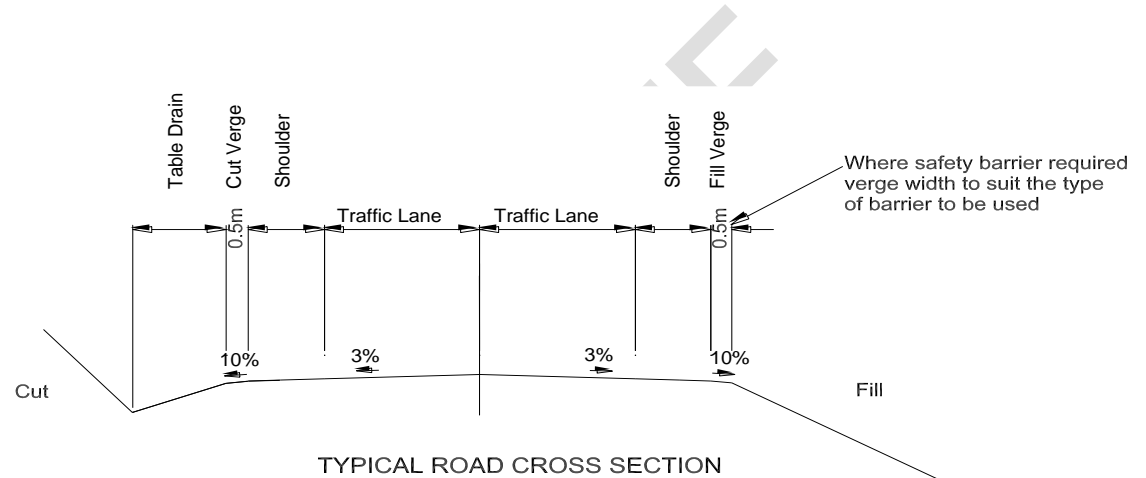 Table Drain
Cut Verge
Shoulder
Shoulder
Fill Verge
Where safety barrier required
verge width to suit the type
of barrier to be used
0.5m
Traffic Lane
Traffic Lane
0.5m
10%
3%
3%
10%
Cut
Fill
TYPICAL ROAD CROSS SECTION